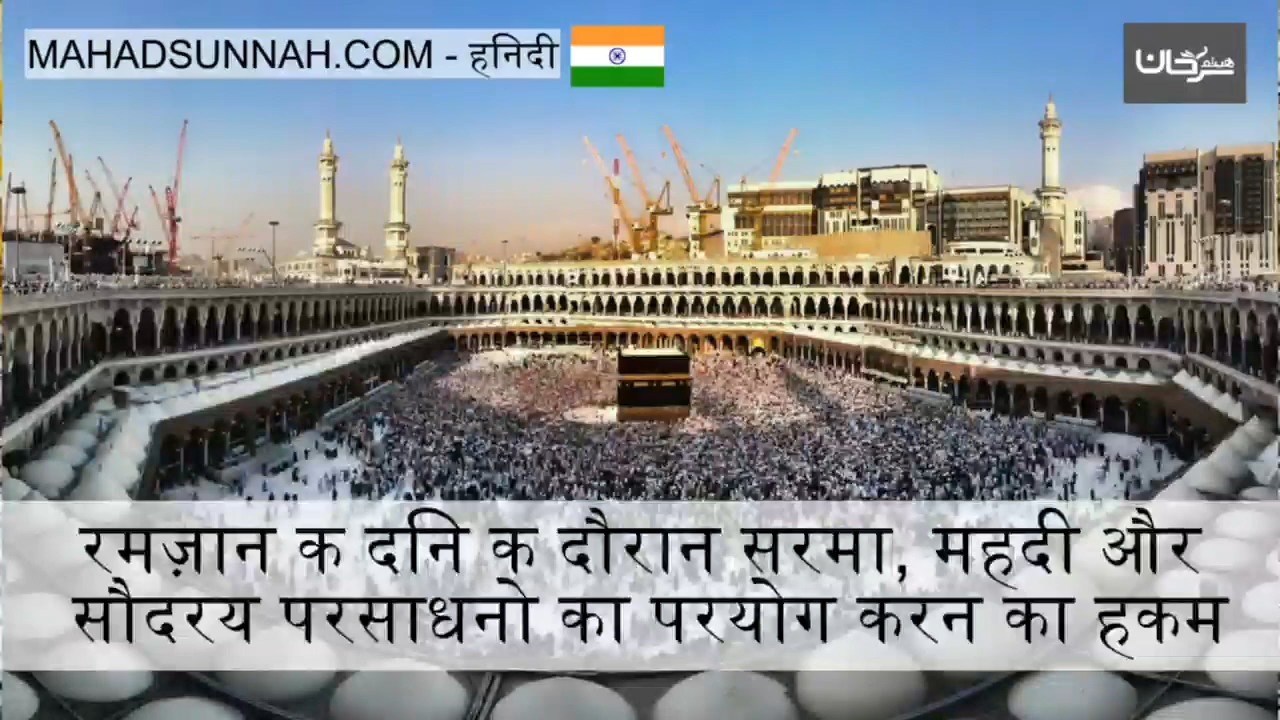 MAHADSUNNAH.COM - हनिदी
रमज़ान क दनि क दौरान सरमा, महदी और
सौदरय परसाधनो का परयोग करन का हकम